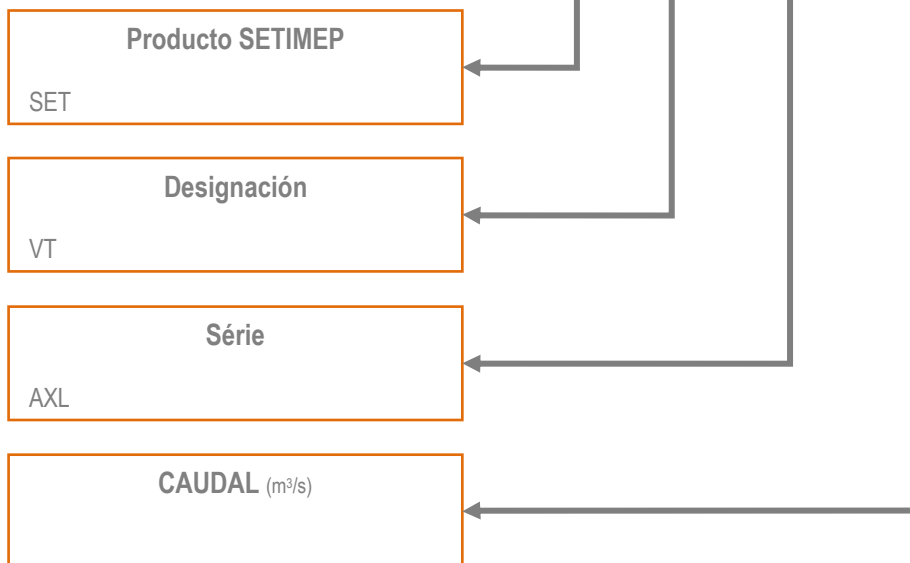 Producto SETIMEP
SET
Designación
VT
Série
AXL
CAUDAL (m³/s)